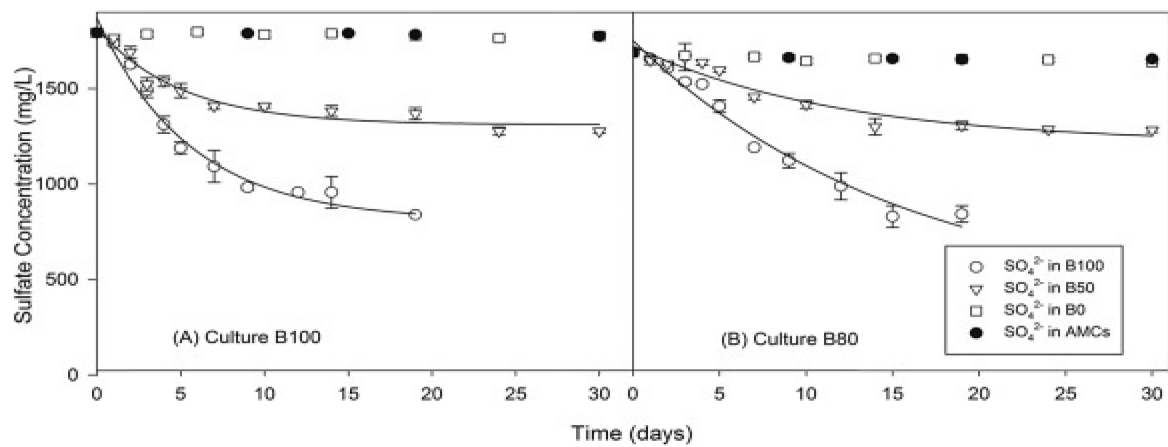 Sulfate Concentration (mg/L)
1500
1000
500
0
(A) Culture B100
(B) Culture B80
SO₄²⁻ in B100
SO₄²⁻ in B50
SO₄²⁻ in B0
SO₄²⁻ in AMCs
0 5 10 15 20 25 30 0 5 10 15 20 25 30
Time (days)